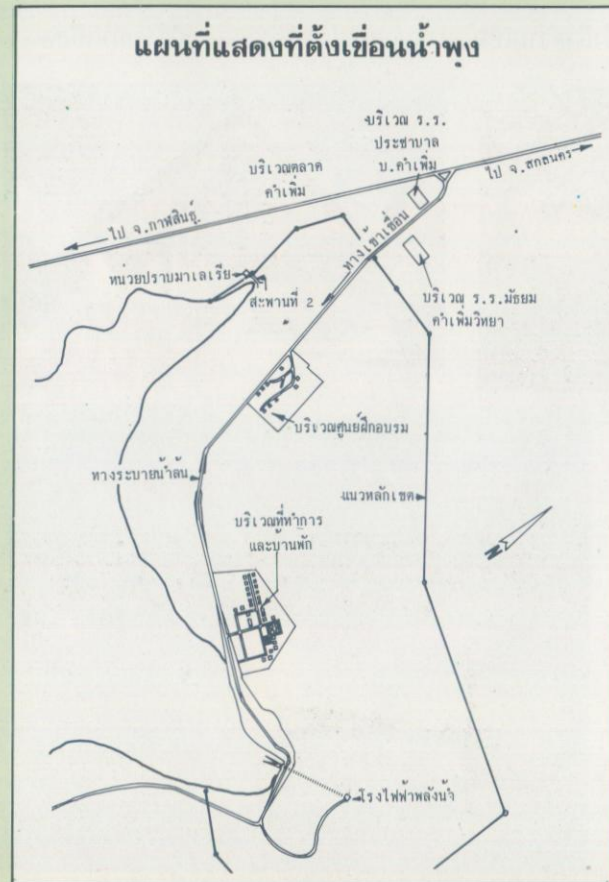 แผนที่แสดงที่ตั้งเขื่อนน้ำพุง
บริเวณ ร.ร.
ประชาบาล
บ.คำเพิ่ม
ไป จ.สกลนคร
บริเวณตลาด
คำเพิ่ม
ไป จ.กาฬสินธุ์
ทางเข้าเขื่อน
หน่วยปราบมาเลเรีย
สะพานที่ 2
บริเวณ ร.ร.มัธยม
คำเพิ่มวิทยา
บริเวณศูนย์ฝึกอบรม
ทางระบายน้ำล้น
แนวหลักเขต
บริเวณที่ทำการ
และบ้านพัก
N
โรงไฟฟ้าพลังน้ำ